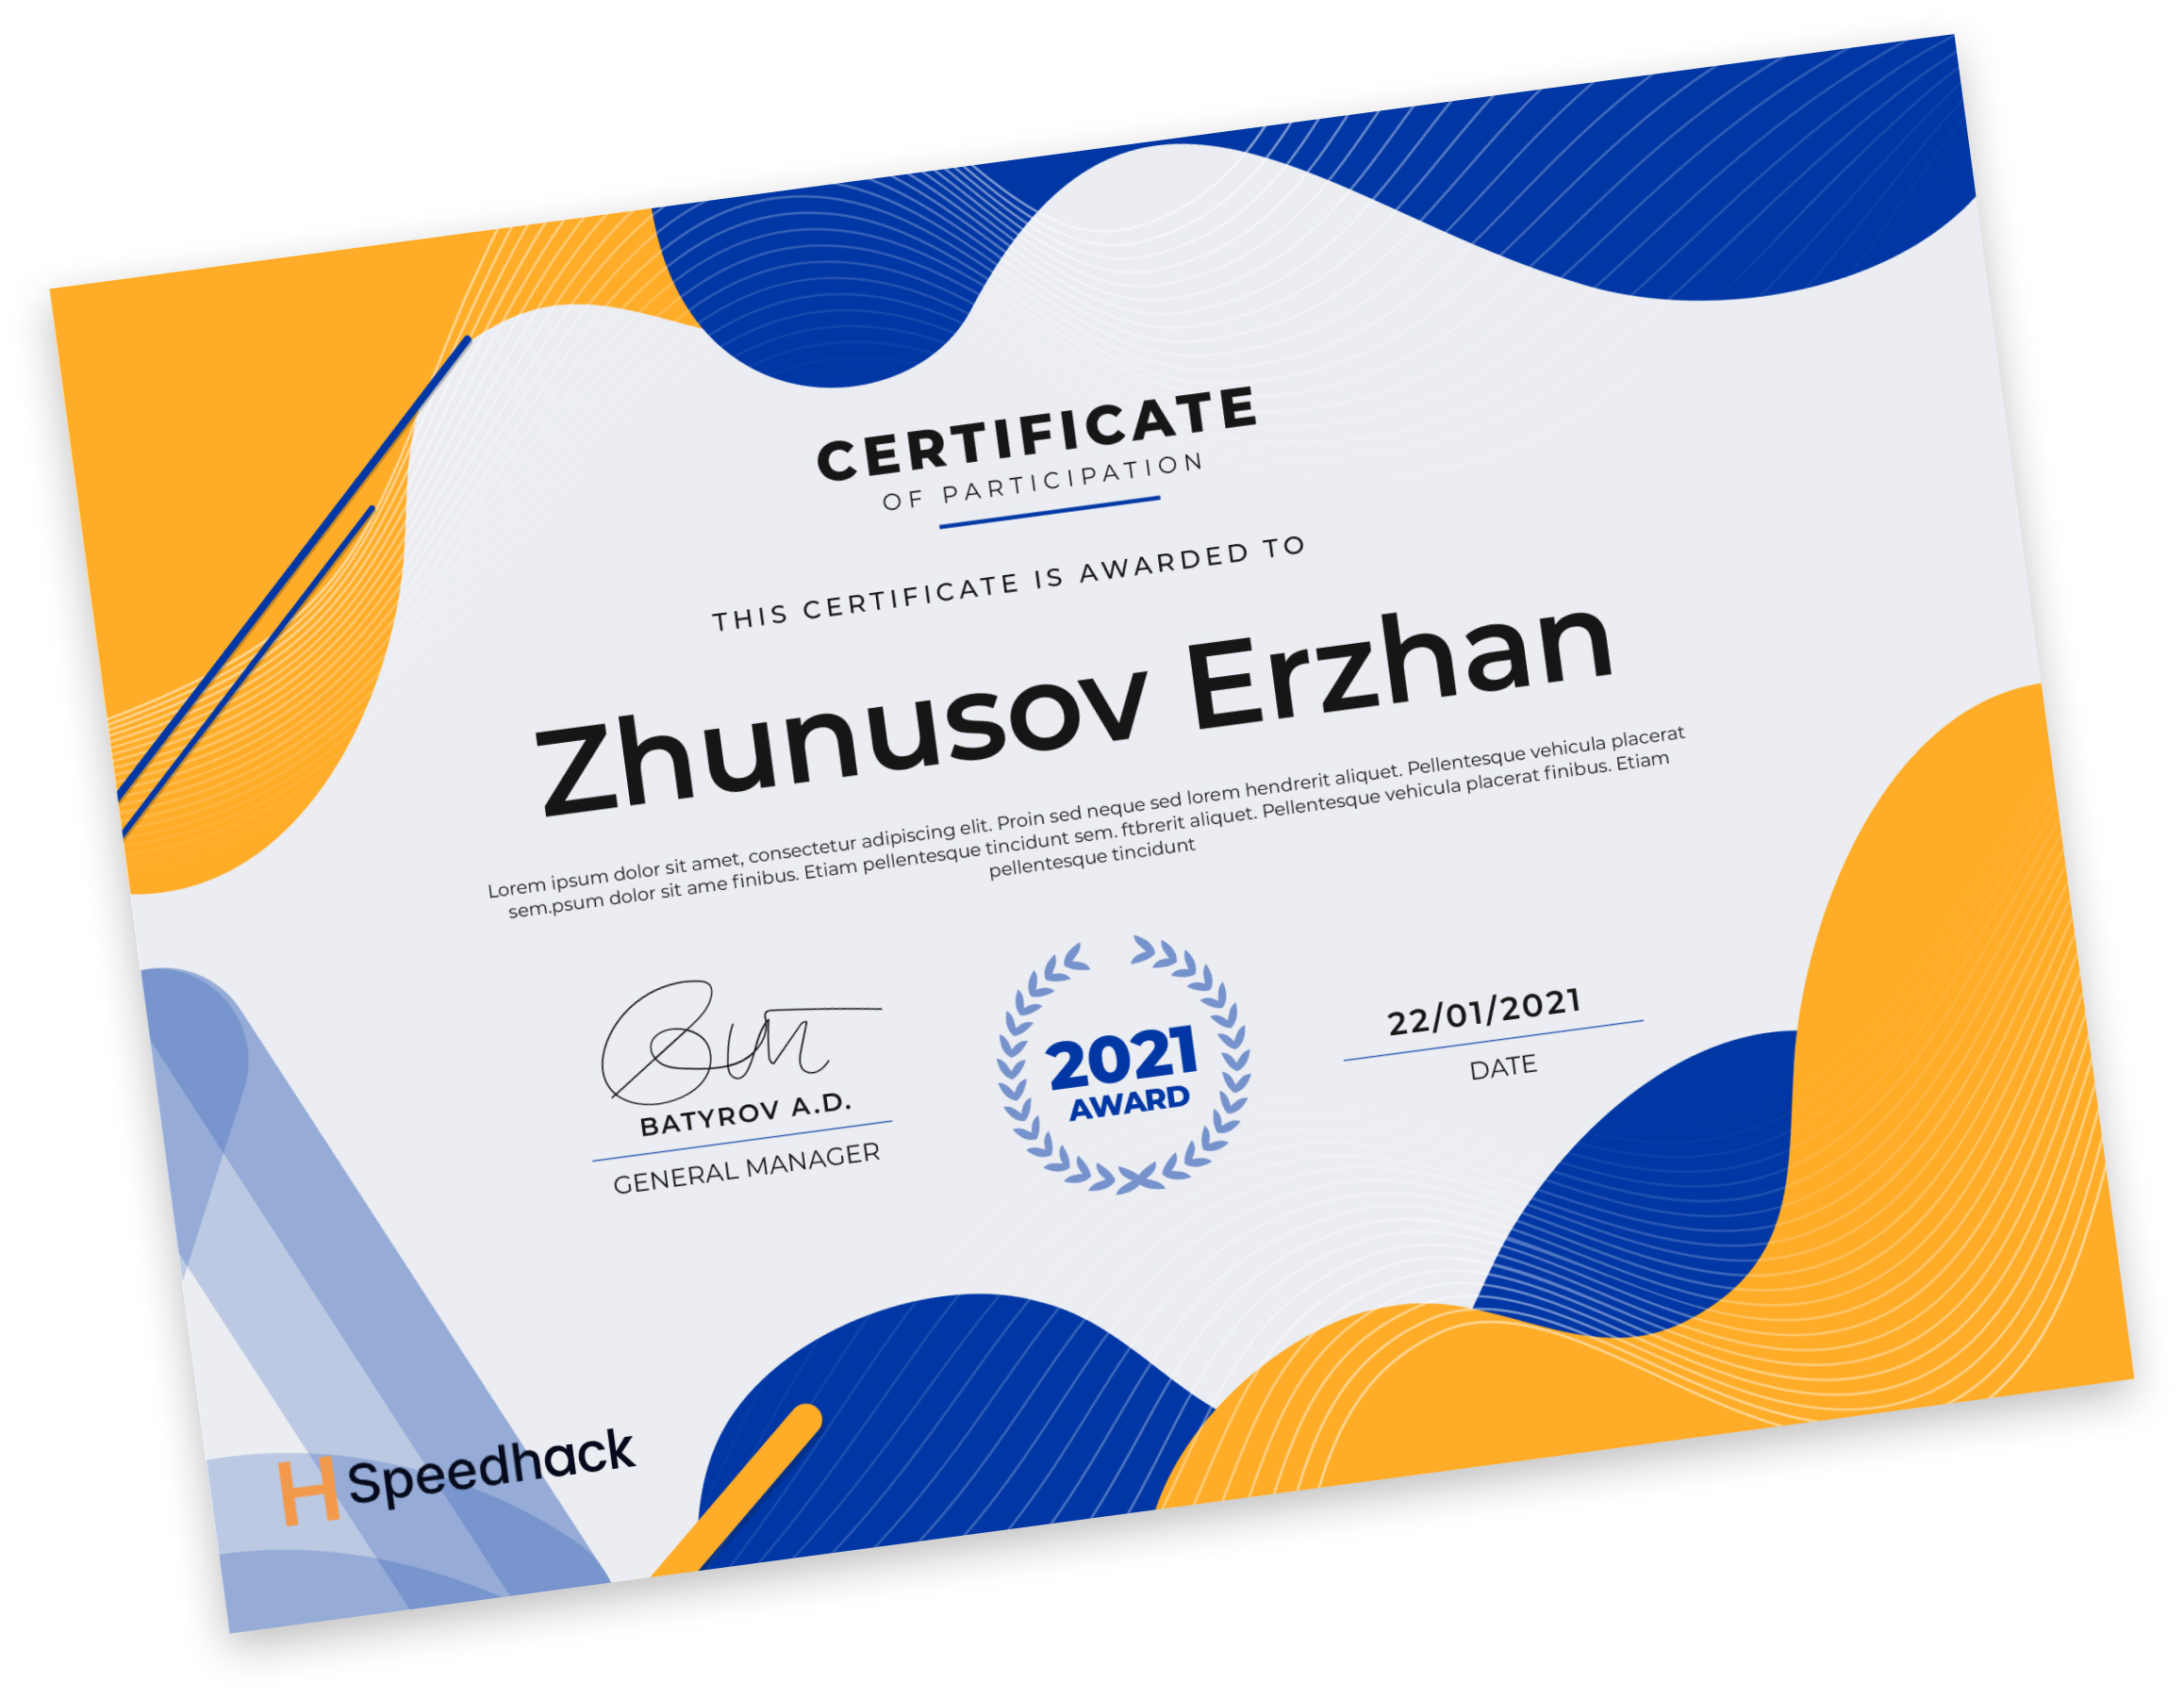 CERTIFICATE
OF PARTICIPATION
THIS CERTIFICATE IS AWARDED TO
Zhunusov Erzhan
Lorem ipsum dolor sit amet, consectetur adipiscing elit. Proin sed neque sed lorem hendrerit aliquet. Pellentesque vehicula placerat
sem.psum dolor sit ame finibus. Etiam pellentesque tincidunt sem. ftbrerit aliquet. Pellentesque vehicula placerat finibus. Etiam
pellentesque tincidunt
BATYROV A.D.
GENERAL MANAGER
2021
AWARD
22/01/2021
DATE
H Speedhack